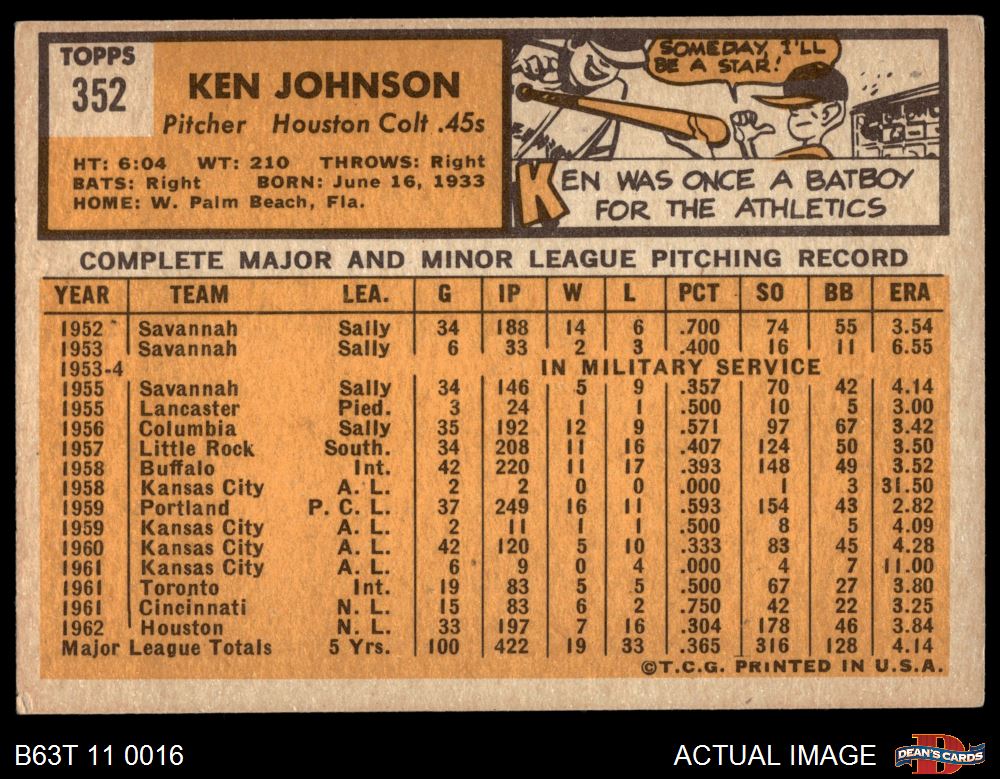 TOPPS
352
KEN JOHNSON
Pitcher Houston Colt .45s
HT: 6:04 WT: 210 THROWS: Right
BATS: Right BORN: June 16, 1933
HOME: W. Palm Beach, Fla.
SOMEDAY, I'LL
BE A STAR!
KEN WAS ONCE A BATBOY
FOR THE ATHLETICS
COMPLETE MAJOR AND MINOR LEAGUE PITCHING RECORD
YEAR TEAM LEA. G IP W L PCT SO BB ERA
1952 Savannah Sally 34 188 14 6 .700 74 55 3.54
1953 Savannah Sally 6 33 2 3 .400 16 11 6.55
1953-4 IN MILITARY SERVICE
1955 Savannah Sally 34 146 5 9 .357 70 42 4.14
1955 Lancaster Pied. 3 24 1 1 .500 10 5 3.00
1956 Columbia Sally 35 192 12 9 .571 97 67 3.42
1957 Little Rock South. 34 208 11 16 .407 124 50 3.50
1958 Buffalo Int. 42 220 11 17 .393 148 49 3.52
1958 Kansas City A. L. 2 2 0 0 .000 1 3 31.50
1959 Portland P. C. L. 37 249 16 11 .593 154 43 2.82
1959 Kansas City A. L. 2 11 1 1 .500 8 5 4.09
1960 Kansas City A. L. 42 120 5 10 .333 83 45 4.28
1961 Kansas City A. L. 6 9 0 4 .000 4 7 11.00
1961 Toronto Int. 19 83 5 5 .500 67 27 3.80
1961 Cincinnati N. L. 15 83 6 2 .750 42 22 3.25
1962 Houston N. L. 33 197 7 16 .304 178 46 3.84
Major League Totals 5 Yrs. 100 422 19 33 .365 316 128 4.14
©T.C.G. PRINTED IN U.S.A.
B63T 11 0016
ACTUAL IMAGE
DEAN'S CARDS